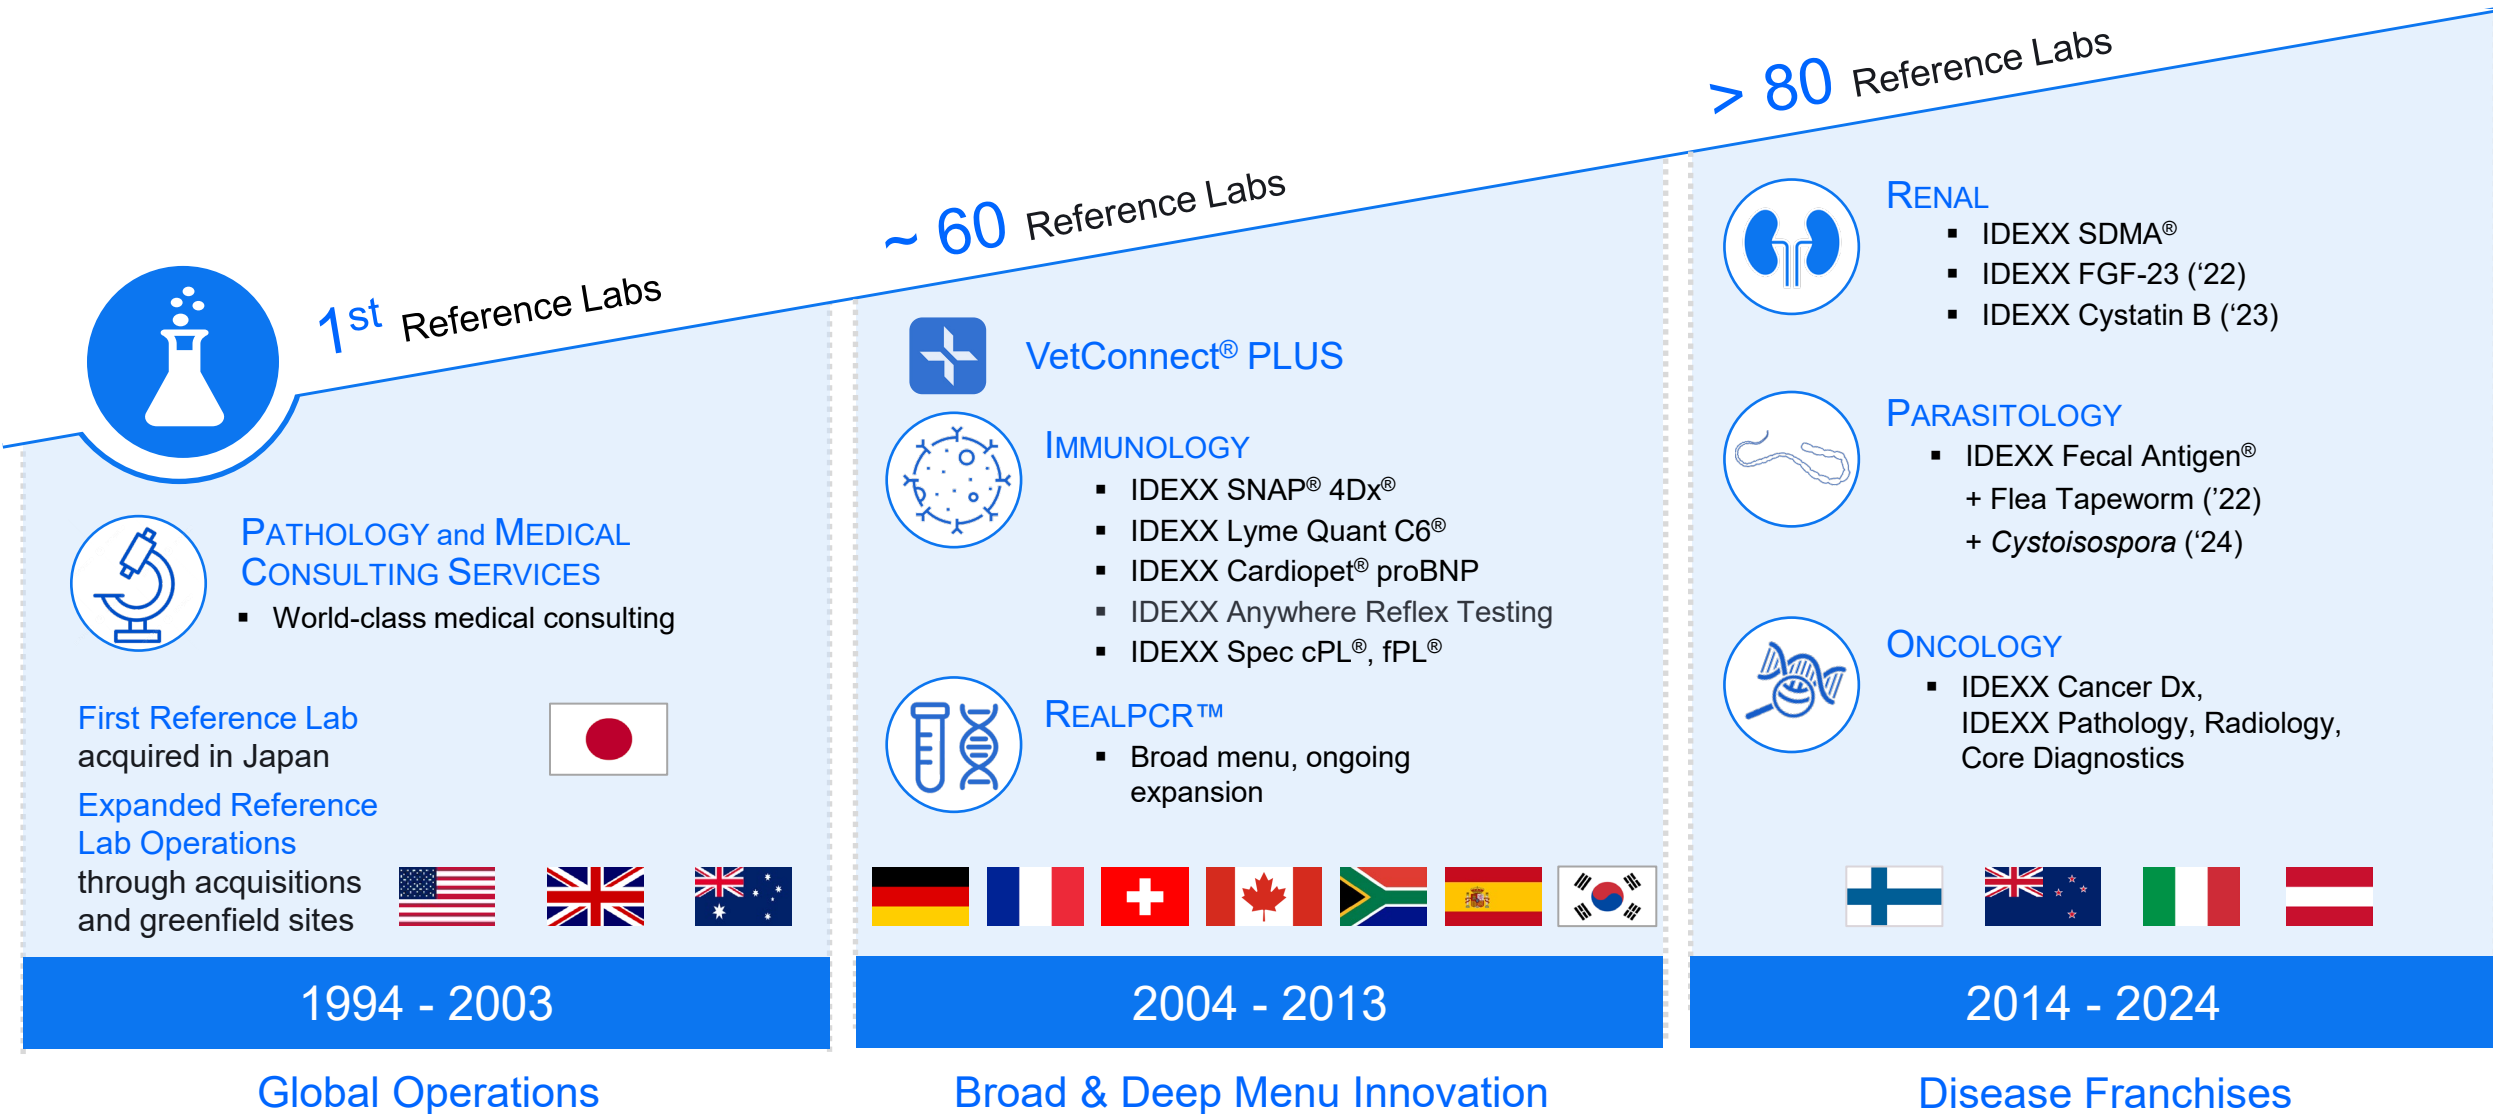 1st Reference Labs
PATHOLOGY and MEDICAL
CONSULTING SERVICES
▪ World-class medical consulting
First Reference Lab
acquired in Japan
Expanded Reference
Lab Operations
through acquisitions
and greenfield sites
1994 - 2003
Global Operations
~ 60 Reference Labs
VetConnect® PLUS
IMMUNOLOGY
▪ IDEXX SNAP® 4Dx®
▪ IDEXX Lyme Quant C6®
▪ IDEXX Cardiopet® proBNP
▪ IDEXX Anywhere Reflex Testing
▪ IDEXX Spec cPL®, fPL®
REALPCR™
▪ Broad menu, ongoing
expansion
2004 - 2013
Broad & Deep Menu Innovation
> 80 Reference Labs
RENAL
▪ IDEXX SDMA®
▪ IDEXX FGF-23 (‘22)
▪ IDEXX Cystatin B (‘23)
PARASITOLOGY
▪ IDEXX Fecal Antigen®
+ Flea Tapeworm (’22)
+ Cystoisospora (‘24)
ONCOLOGY
▪ IDEXX Cancer Dx,
IDEXX Pathology, Radiology,
Core Diagnostics
2014 - 2024
Disease Franchises